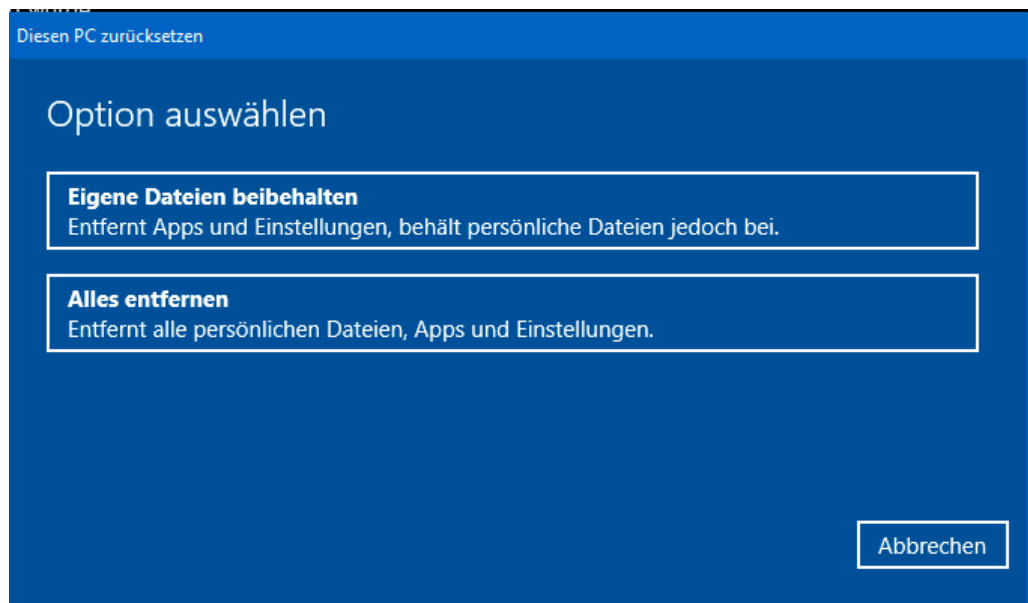 Diesen PC zurücksetzen
Option auswählen
Eigene Dateien beibehalten
Entfernt Apps und Einstellungen, behält persönliche Dateien jedoch bei.
Alles entfernen
Entfernt alle persönlichen Dateien, Apps und Einstellungen.
Abbrechen